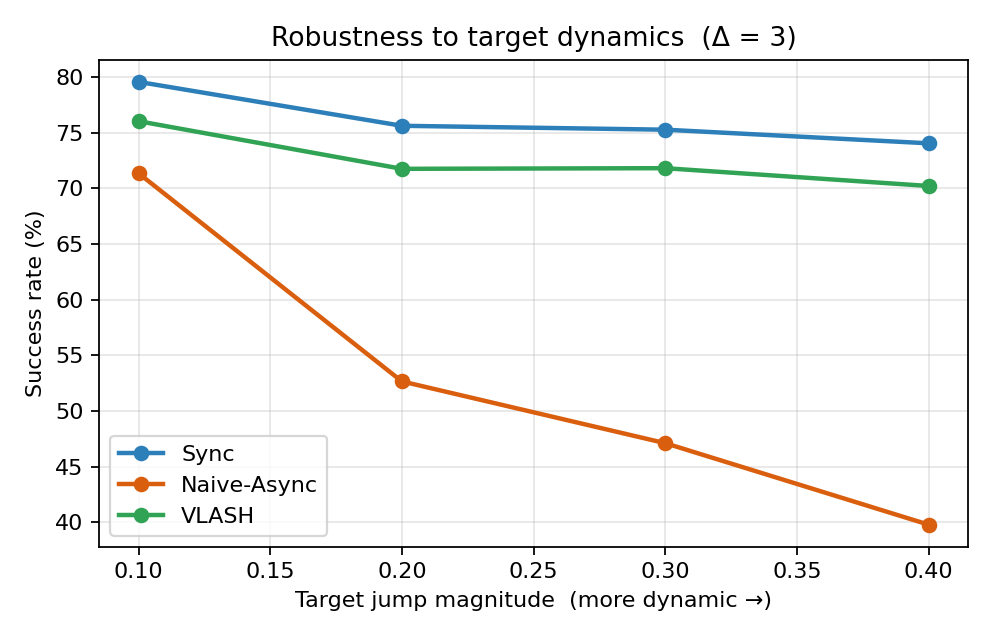 Robustness to target dynamics  (Δ = 3)
Success rate (%)
80
75
70
65
60
55
50
45
40
Sync
Naive-Async
VLASH
0.10 0.15 0.20 0.25 0.30 0.35 0.40
Target jump magnitude  (more dynamic →)